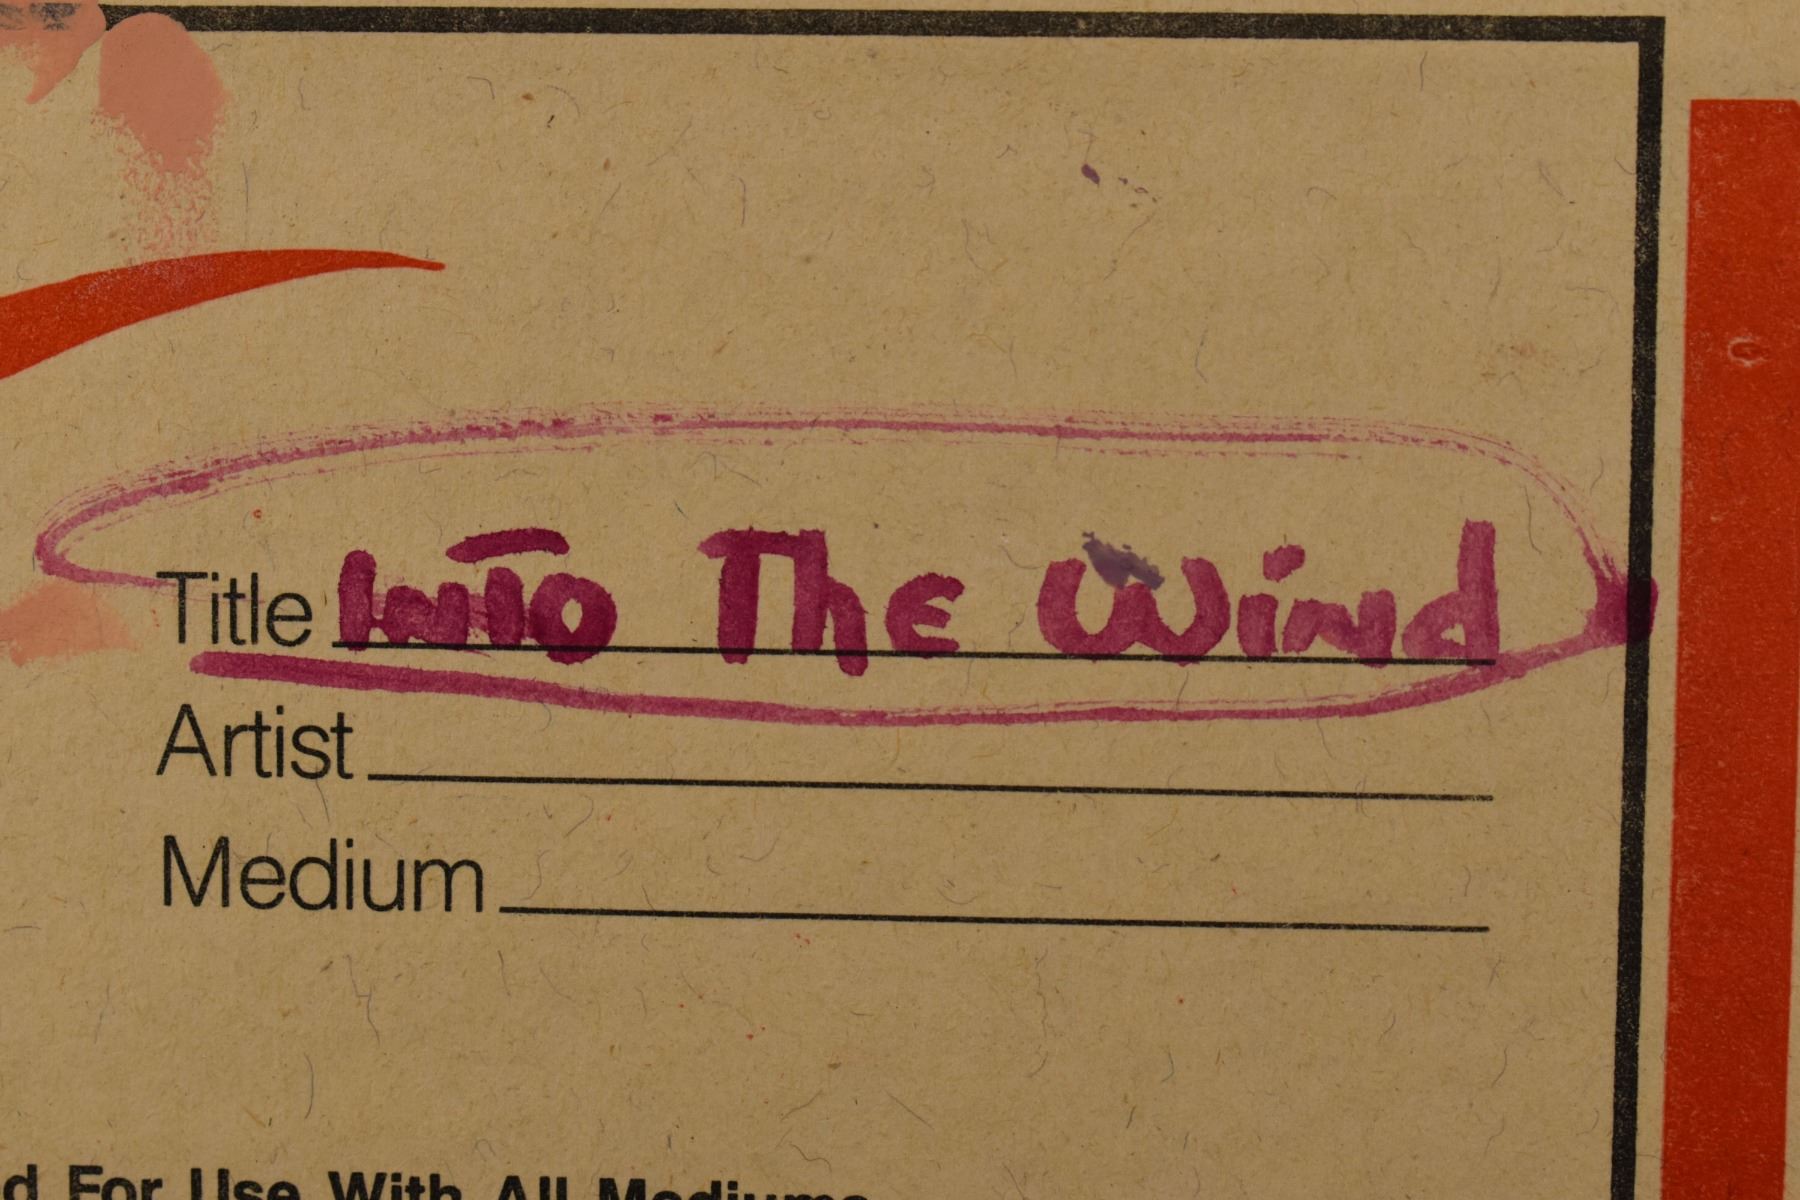 Title Into The Wind
Artist
Medium
d For Use With All Mediums